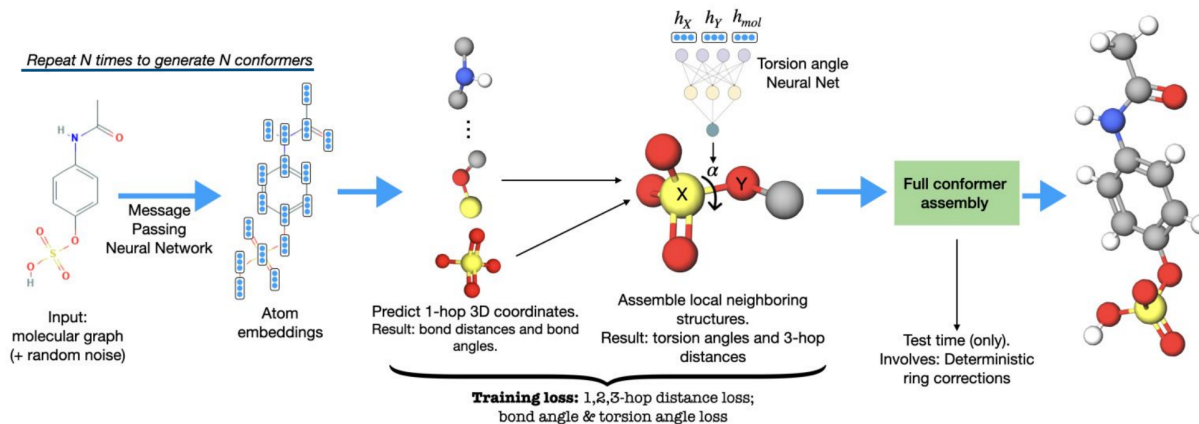 Repeat N times to generate N conformers
N
H
O
O
S
O
H
O
O
Input:
molecular graph
(+ random noise)
Message
Passing
Neural Network
Atom
embeddings
Predict 1-hop 3D coordinates.
Result: bond distances and bond
angles.
h_X h_Y h_mol
Torsion angle
Neural Net
α
X
Y
Assemble local neighboring
structures.
Result: torsion angles and 3-hop
distances
Training loss: 1,2,3-hop distance loss;
bond angle & torsion angle loss
Full conformer
assembly
Test time (only).
Involves: Deterministic
ring corrections